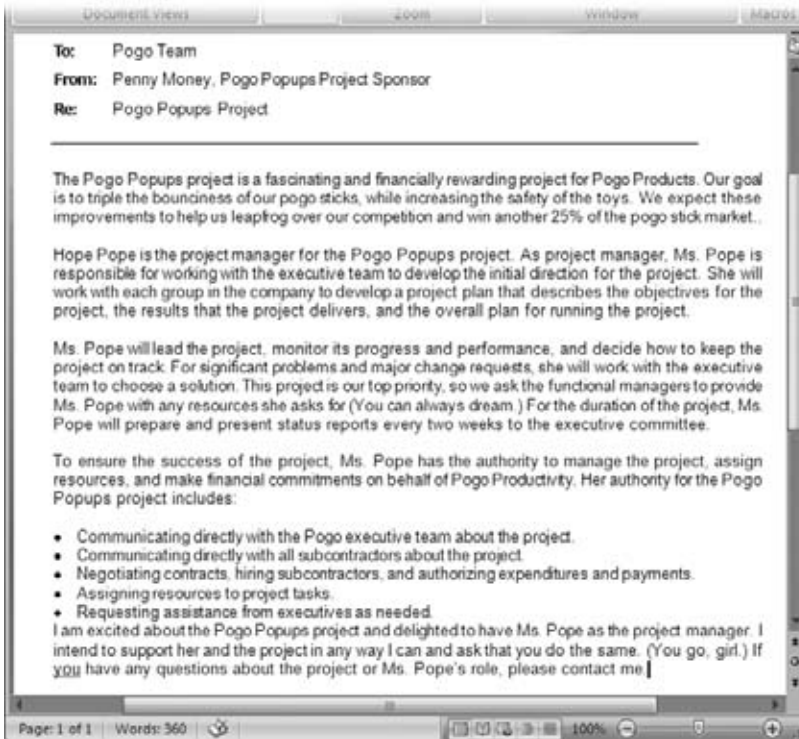 Document Views Zoom Window Macros
To: Pogo Team
From: Penny Money, Pogo Popups Project Sponsor
Re: Pogo Popups Project
The Pogo Popups project is a fascinating and financially rewarding project for Pogo Products. Our goal
is to triple the bounciness of our pogo sticks, while increasing the safety of the toys. We expect these
improvements to help us leapfrog over our competition and win another 25% of the pogo stick market..
Hope Pope is the project manager for the Pogo Popups project. As project manager, Ms. Pope is
responsible for working with the executive team to develop the initial direction for the project. She will
work with each group in the company to develop a project plan that describes the objectives for the
project, the results that the project delivers, and the overall plan for running the project.
Ms. Pope will lead the project, monitor its progress and performance, and decide how to keep the
project on track. For significant problems and major change requests, she will work with the executive
team to choose a solution. This project is our top priority, so we ask the functional managers to provide
Ms. Pope with any resources she asks for (You can always dream.) For the duration of the project, Ms.
Pope will prepare and present status reports every two weeks to the executive committee.
To ensure the success of the project, Ms. Pope has the authority to manage the project, assign
resources, and make financial commitments on behalf of Pogo Productivity. Her authority for the Pogo
Popups project includes:
• Communicating directly with the Pogo executive team about the project.
• Communicating directly with all subcontractors about the project.
• Negotiating contracts, hiring subcontractors, and authorizing expenditures and payments.
• Assigning resources to project tasks.
• Requesting assistance from executives as needed.
I am excited about the Pogo Popups project and delighted to have Ms. Pope as the project manager. I
intend to support her and the project in any way I can and ask that you do the same. (You go, girl.) If
you have any questions about the project or Ms. Pope's role, please contact me.
Page: 1 of 1 Words: 360 100%